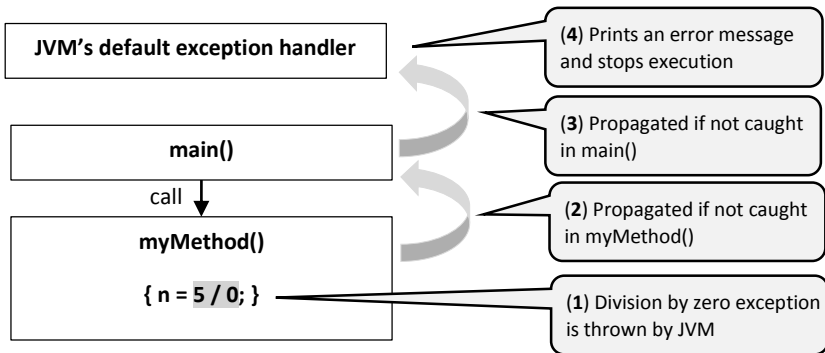 JVM’s default exception handler
(4) Prints an error message
and stops execution
(3) Propagated if not caught
in main()
main()
call
(2) Propagated if not caught
in myMethod()
myMethod()
{ n = 5 / 0; }
(1) Division by zero exception
is thrown by JVM